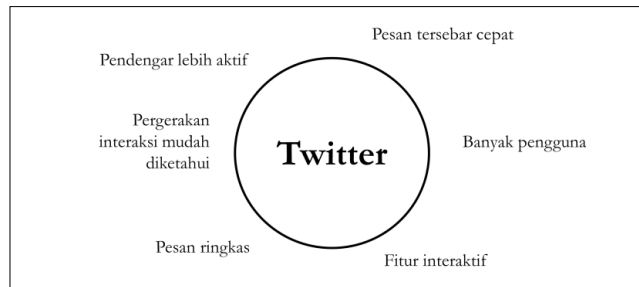 Pesan tersebar cepat
Pendengar lebih aktif
Pergerakan
interaksi mudah
diketahui
Twitter
Banyak pengguna
Pesan ringkas
Fitur interaktif